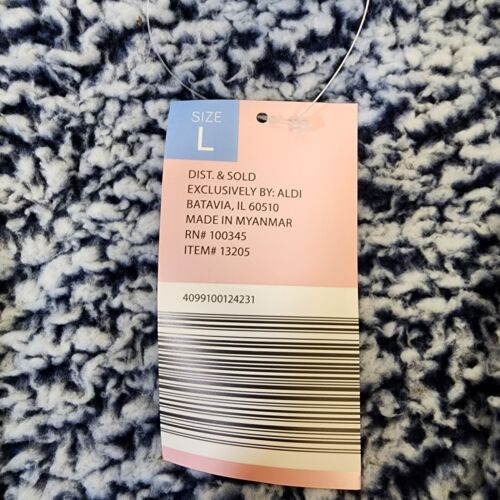 SIZE
L
DIST. & SOLD
EXCLUSIVELY BY: ALDI
BATAVIA, IL 60510
MADE IN MYANMAR
RN# 100345
ITEM# 13205
4099100124231